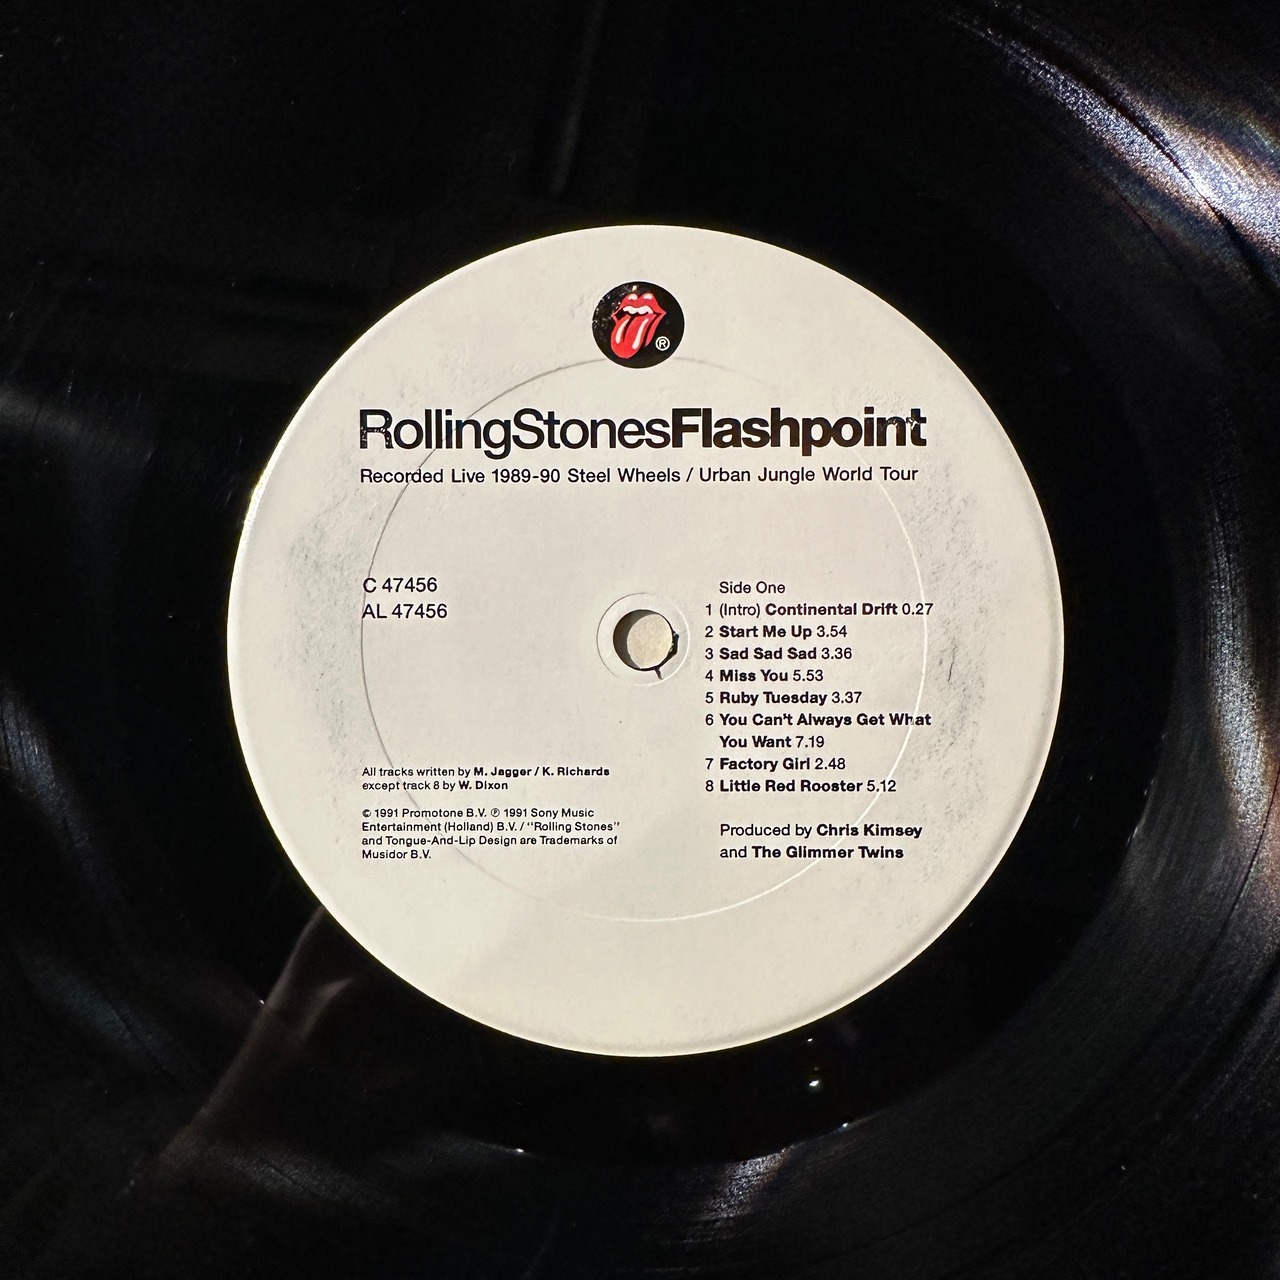 ®
RollingStonesFlashpoint
Recorded Live 1989-90 Steel Wheels / Urban Jungle World Tour
C 47456
AL 47456
Side One
1 (Intro) Continental Drift 0.27
2 Start Me Up 3.54
3 Sad Sad Sad 3.36
4 Miss You 5.53
5 Ruby Tuesday 3.37
6 You Can't Always Get What
You Want 7.19
7 Factory Girl 2.48
8 Little Red Rooster 5.12
All tracks written by M. Jagger / K. Richards
except track 8 by W. Dixon
© 1991 Promotone B.V. ℗ 1991 Sony Music
Entertainment (Holland) B.V. / "Rolling Stones"
and Tongue-And-Lip Design are Trademarks of
Musidor B.V.
Produced by Chris Kimsey
and The Glimmer Twins